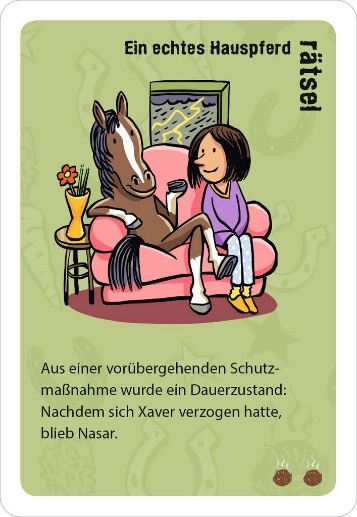 Ein echtes Hauspferd
rätsel
Aus einer vorübergehenden Schutz-
maßnahme wurde ein Dauerzustand:
Nachdem sich Xaver verzogen hatte,
blieb Nasar.